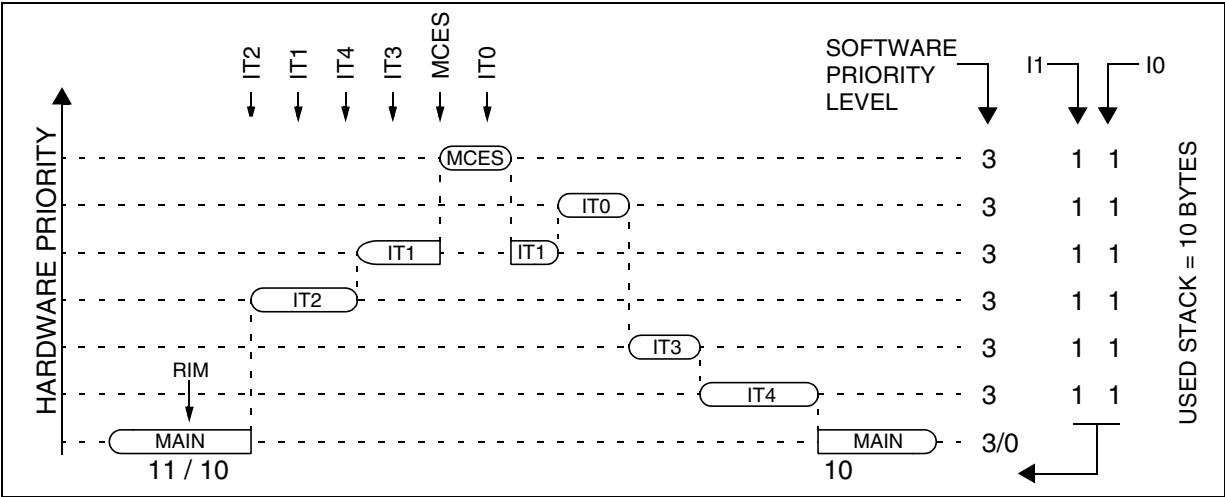 IT2
IT1
IT4
IT3
MCES
IT0
SOFTWARE
PRIORITY
LEVEL
I1
I0
HARDWARE PRIORITY
MCES
3
1 1
IT0
3
1 1
IT1
IT1
3
1 1
IT2
3
1 1
IT3
3
1 1
RIM
IT4
3
1 1
MAIN
MAIN
3/0
11 / 10
10
USED STACK = 10 BYTES